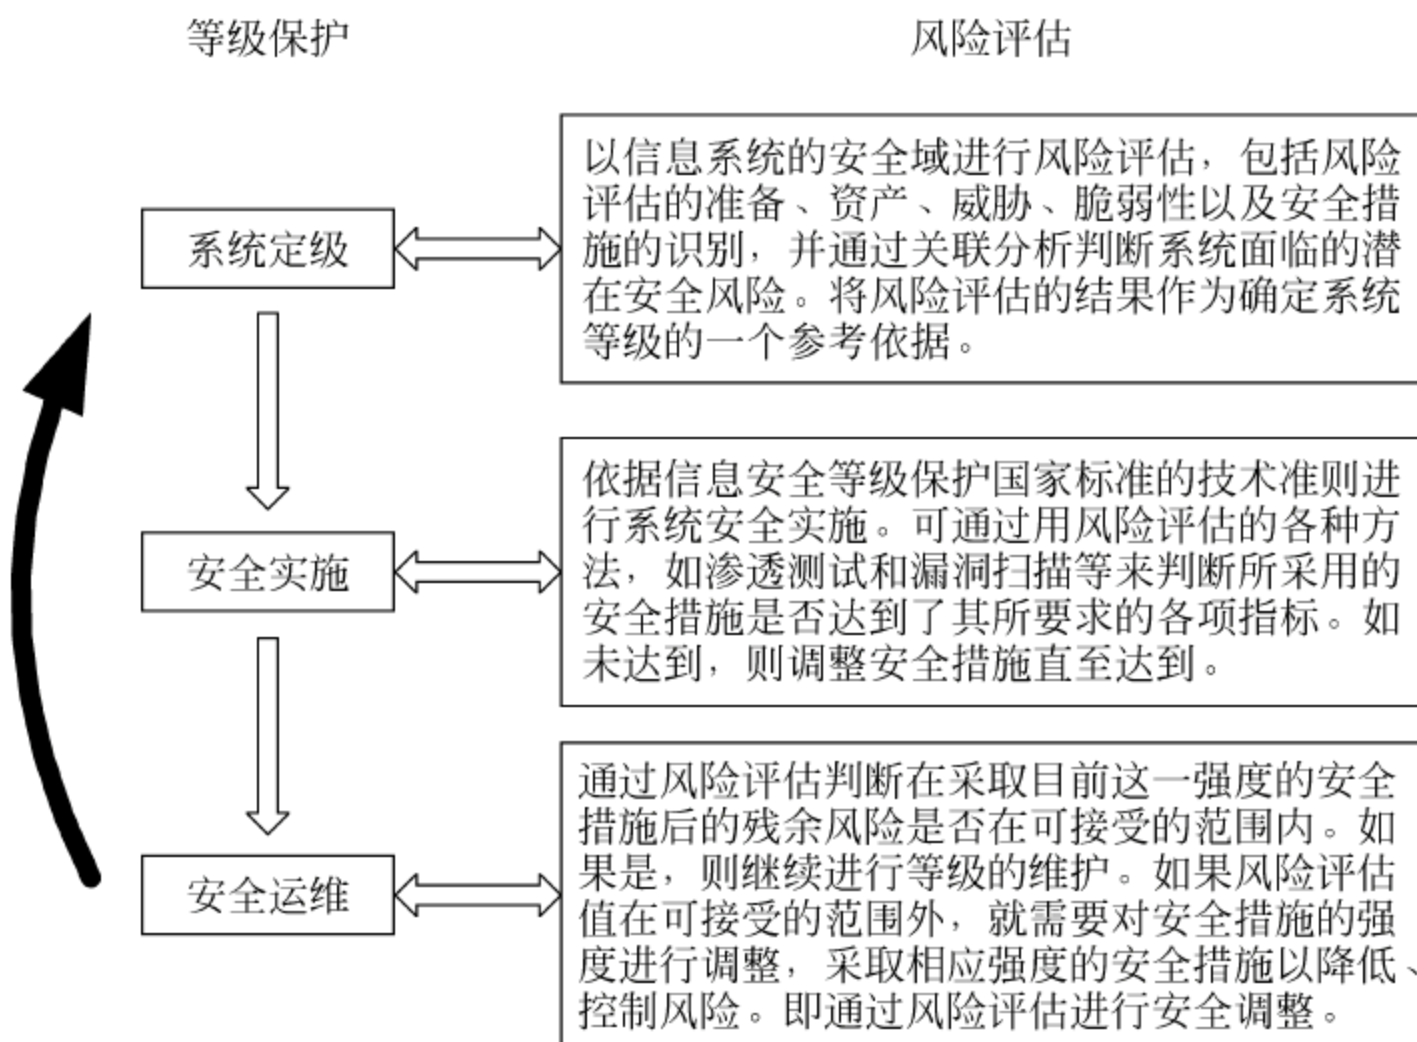 等级保护
风险评估
系统定级
以信息系统的安全域进行风险评估，包括风险
评估的准备、资产、威胁、脆弱性以及安全措
施的识别，并通过关联分析判断系统面临的潜
在安全风险。将风险评估的结果作为确定系统
等级的一个参考依据。
安全实施
依据信息安全等级保护国家标准的技术准则进
行系统安全实施。可通过用风险评估的各种方
法，如渗透测试和漏洞扫描等来判断所采用的
安全措施是否达到了其所要求的各项指标。如
未达到，则调整安全措施直至达到。
安全运维
通过风险评估判断在采取目前这一强度的安全
措施后的残余风险是否在可接受的范围内。如
果是，则继续进行等级的维护。如果风险评估
值在可接受的范围外，就需要对安全措施的强
度进行调整，采取相应强度的安全措施以降低、
控制风险。即通过风险评估进行安全调整。